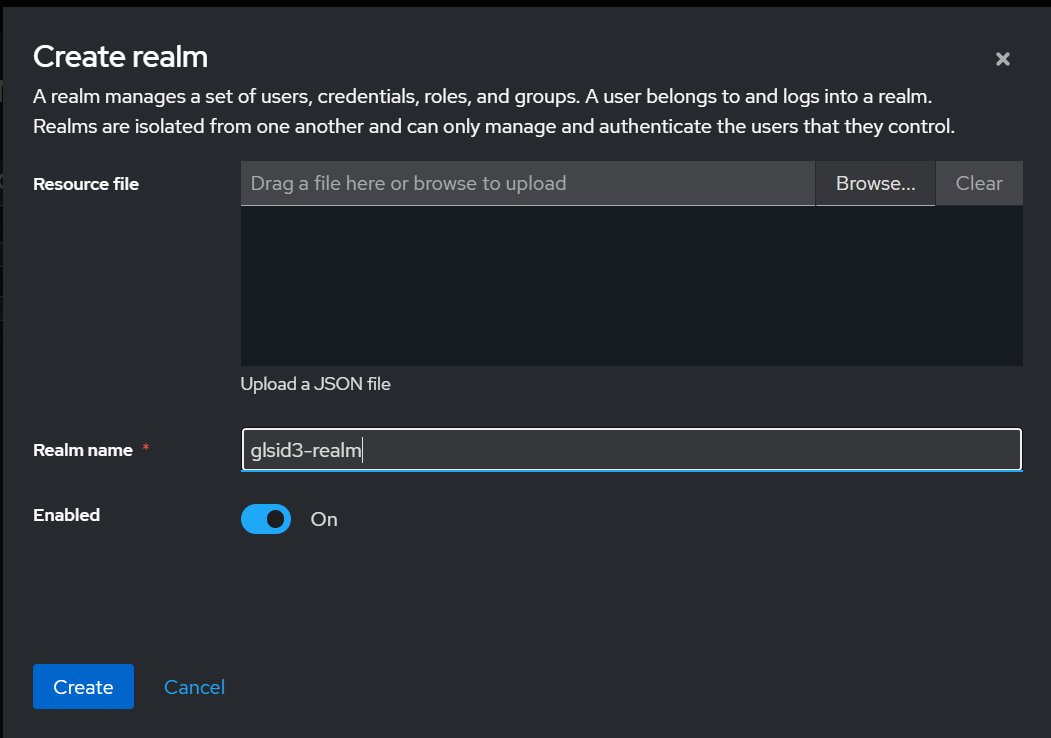 Create realm
A realm manages a set of users, credentials, roles, and groups. A user belongs to and logs into a realm.
Realms are isolated from one another and can only manage and authenticate the users that they control.
Resource file
Drag a file here or browse to upload
Browse...
Clear
Upload a JSON file
Realm name *
glsid3-realm
Enabled
On
Create
Cancel